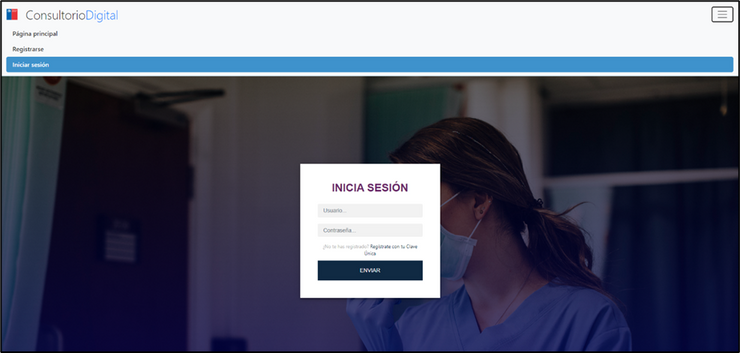 ConsultorioDigital
Página principal
Registrarse
Iniciar sesión
INICIA SESIÓN
Usuario...
Contraseña...
¿No te has registrado? Regístrate con tu Clave
Única
ENVIAR